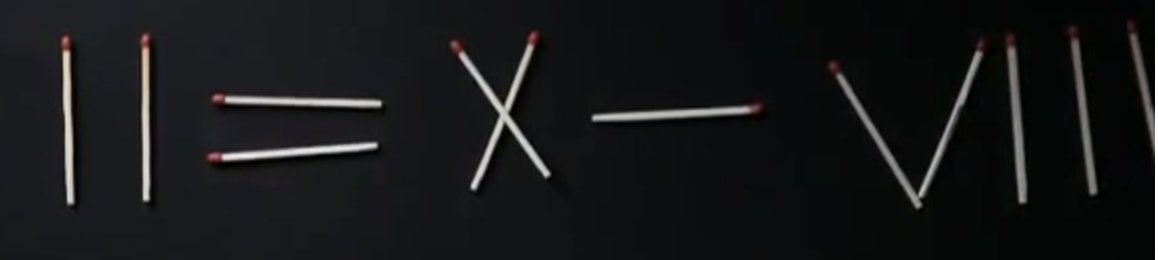 II = X - VIII